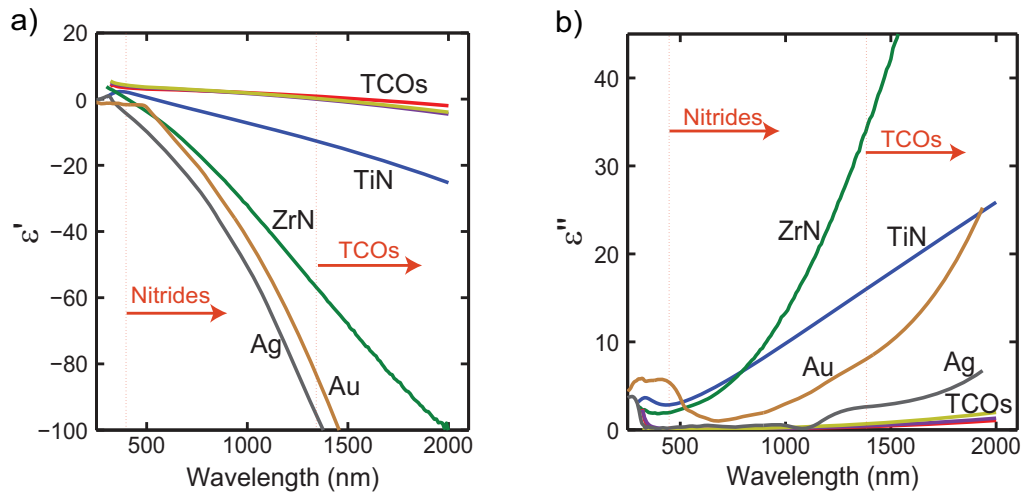 a)
20
0
−20
−40
−60
−80
−100
ε'
TCOs
TiN
ZrN
TCOs
Nitrides
Ag
Au
500
1000
1500
2000
Wavelength (nm)
b)
40
30
20
10
0
ε''
Nitrides
TCOs
ZrN
TiN
Au
Ag
TCOs
500
1000
1500
2000
Wavelength (nm)